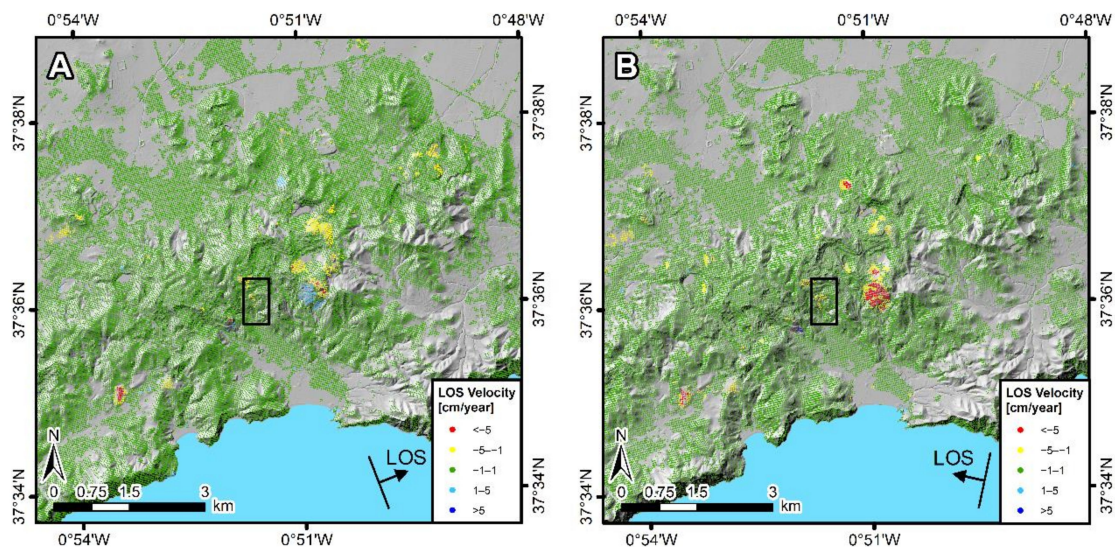 0°54'W 0°51'W 0°48'W 0°54'W 0°51'W 0°48'W
A B
37°38'N 37°38'N 37°38'N 37°38'N
37°36'N 37°36'N 37°36'N 37°36'N
LOS Velocity
[cm/year]
<-5
-5--1
-1-1
1-5
>5
LOS Velocity
[cm/year]
<-5
-5--1
-1-1
1-5
>5
N LOS N LOS
37°34'N 37°34'N 37°34'N 37°34'N
0 0.75 1.5 3
km
0 0.75 1.5 3
km
0°54'W 0°51'W 0°54'W 0°51'W